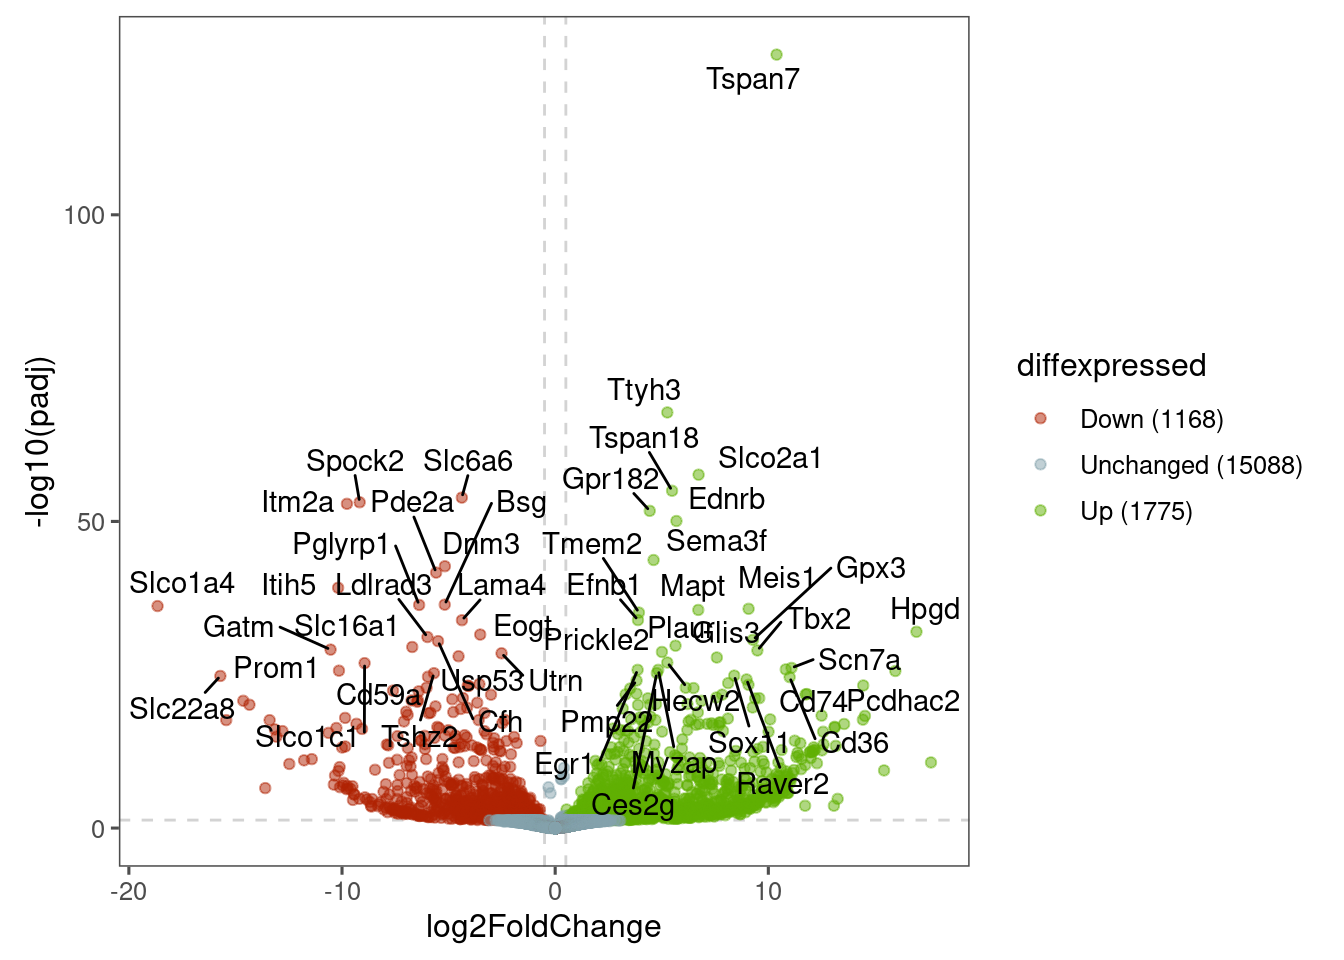 Tspan7
100
Ttyh3
Tspan18
Spock2 Slc6a6 Slco2a1
Gpr182
Itm2a Pde2a Bsg Ednrb
50
Pglyrp1 Dnm3 Tmem2 Sema3f
Gpx3
Slco1a4 Itih5 Ldlrad3 Lama4 Efnb1 Mapt Meis1
Hpgd
Gatm Slc16a1 Eogt Prickle2 Plaur Glis3 Tbx2
Prom1 Usp53 Utrn Scn7a
Slc22a8 Cd59a Hecw2 Cd74 Pcdhac2
Slco1c1 Tshz2 Cfh Pmp22 Sox11 Cd36
Egr1 Myzap
Raver2
Ces2g
0
-20 -10 0 10
log2FoldChange
-log10(padj)
diffexpressed
Down (1168)
Unchanged (15088)
Up (1775)